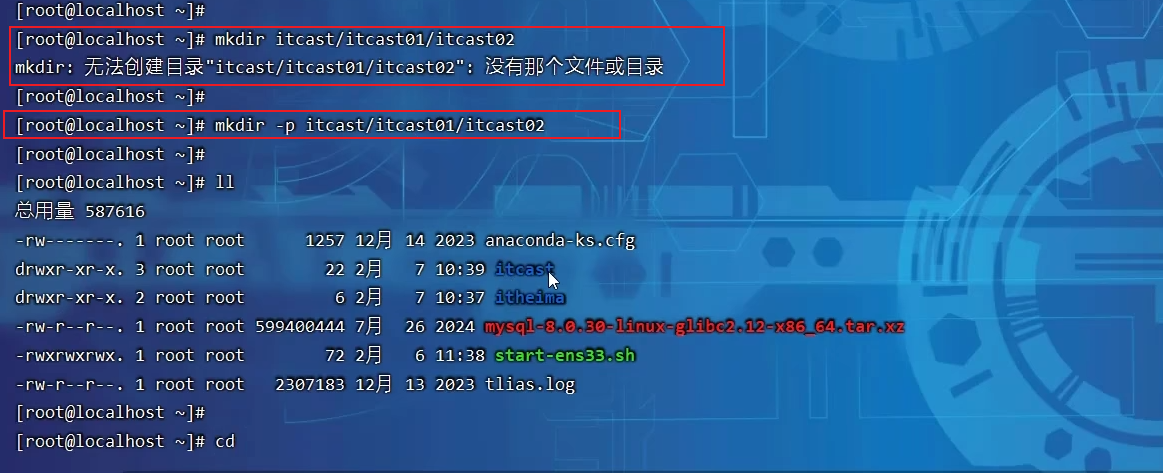 [root@localhost ~]#
[root@localhost ~]# mkdir itcast/itcast01/itcast02
mkdir: 无法创建目录"itcast/itcast01/itcast02": 没有那个文件或目录
[root@localhost ~]#
[root@localhost ~]# mkdir -p itcast/itcast01/itcast02
[root@localhost ~]#
[root@localhost ~]# ll
总用量 587616
-rw-------. 1 root root      1257 12月 14 2023 anaconda-ks.cfg
drwxr-xr-x. 3 root root        22 2月   7 10:39 itcast
drwxr-xr-x. 2 root root         6 2月   7 10:37 itheima
-rw-r--r--. 1 root root 599400444 7月  26 2024 mysql-8.0.30-linux-glibc2.12-x86_64.tar.xz
-rwxrwxrwx. 1 root root        72 2月   6 11:38 start-ens33.sh
-rw-r--r--. 1 root root   2307183 12月 13 2023 tlias.log
[root@localhost ~]#
[root@localhost ~]# cd